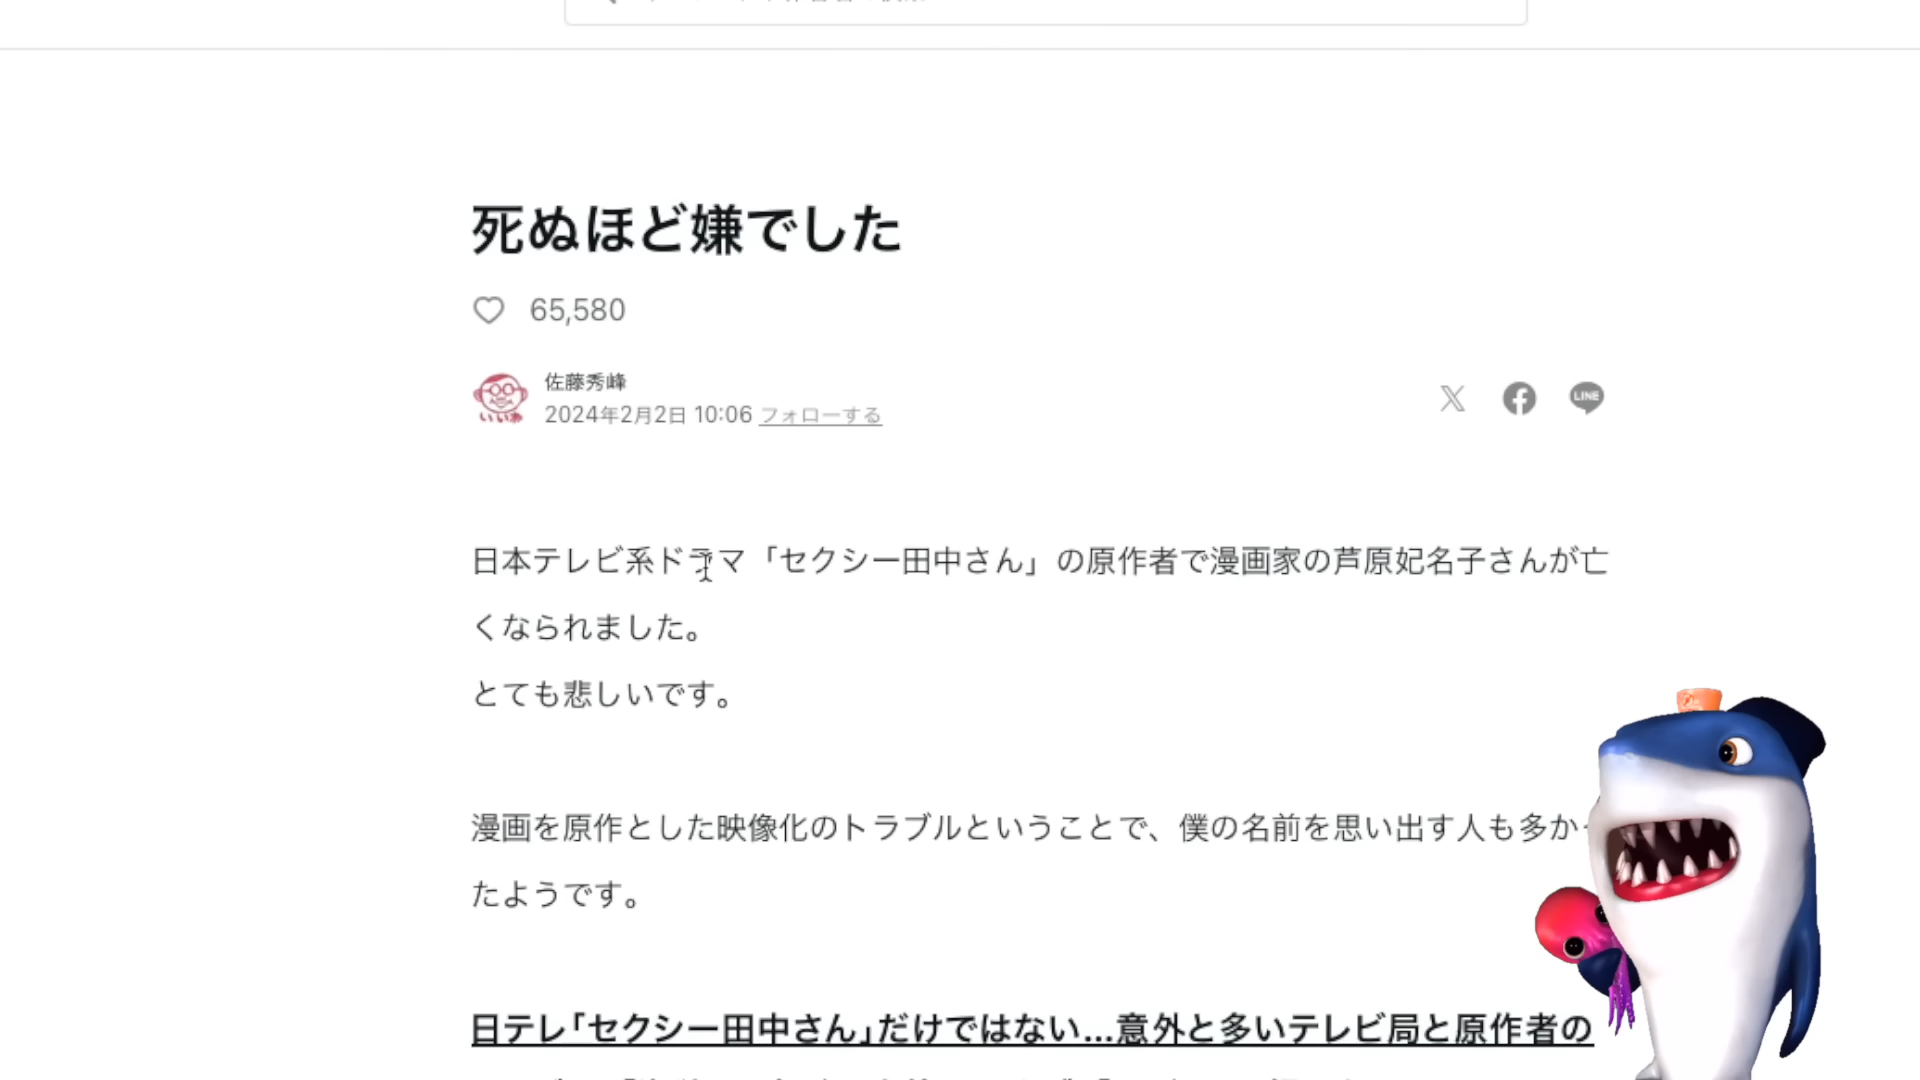 死ぬほど嫌でした
65,580
佐藤秀峰
いいね
2024年2月2日 10:06 フォローする
LINE
日本テレビ系ドラマ「セクシー田中さん」の原作者で漫画家の芦原妃名子さんが亡
くなられました。
とても悲しいです。
漫画を原作とした映像化のトラブルということで、僕の名前を思い出す人も多か
たようです。
日テレ「セクシー田中さん」だけではない...意外と多いテレビ局と原作者の